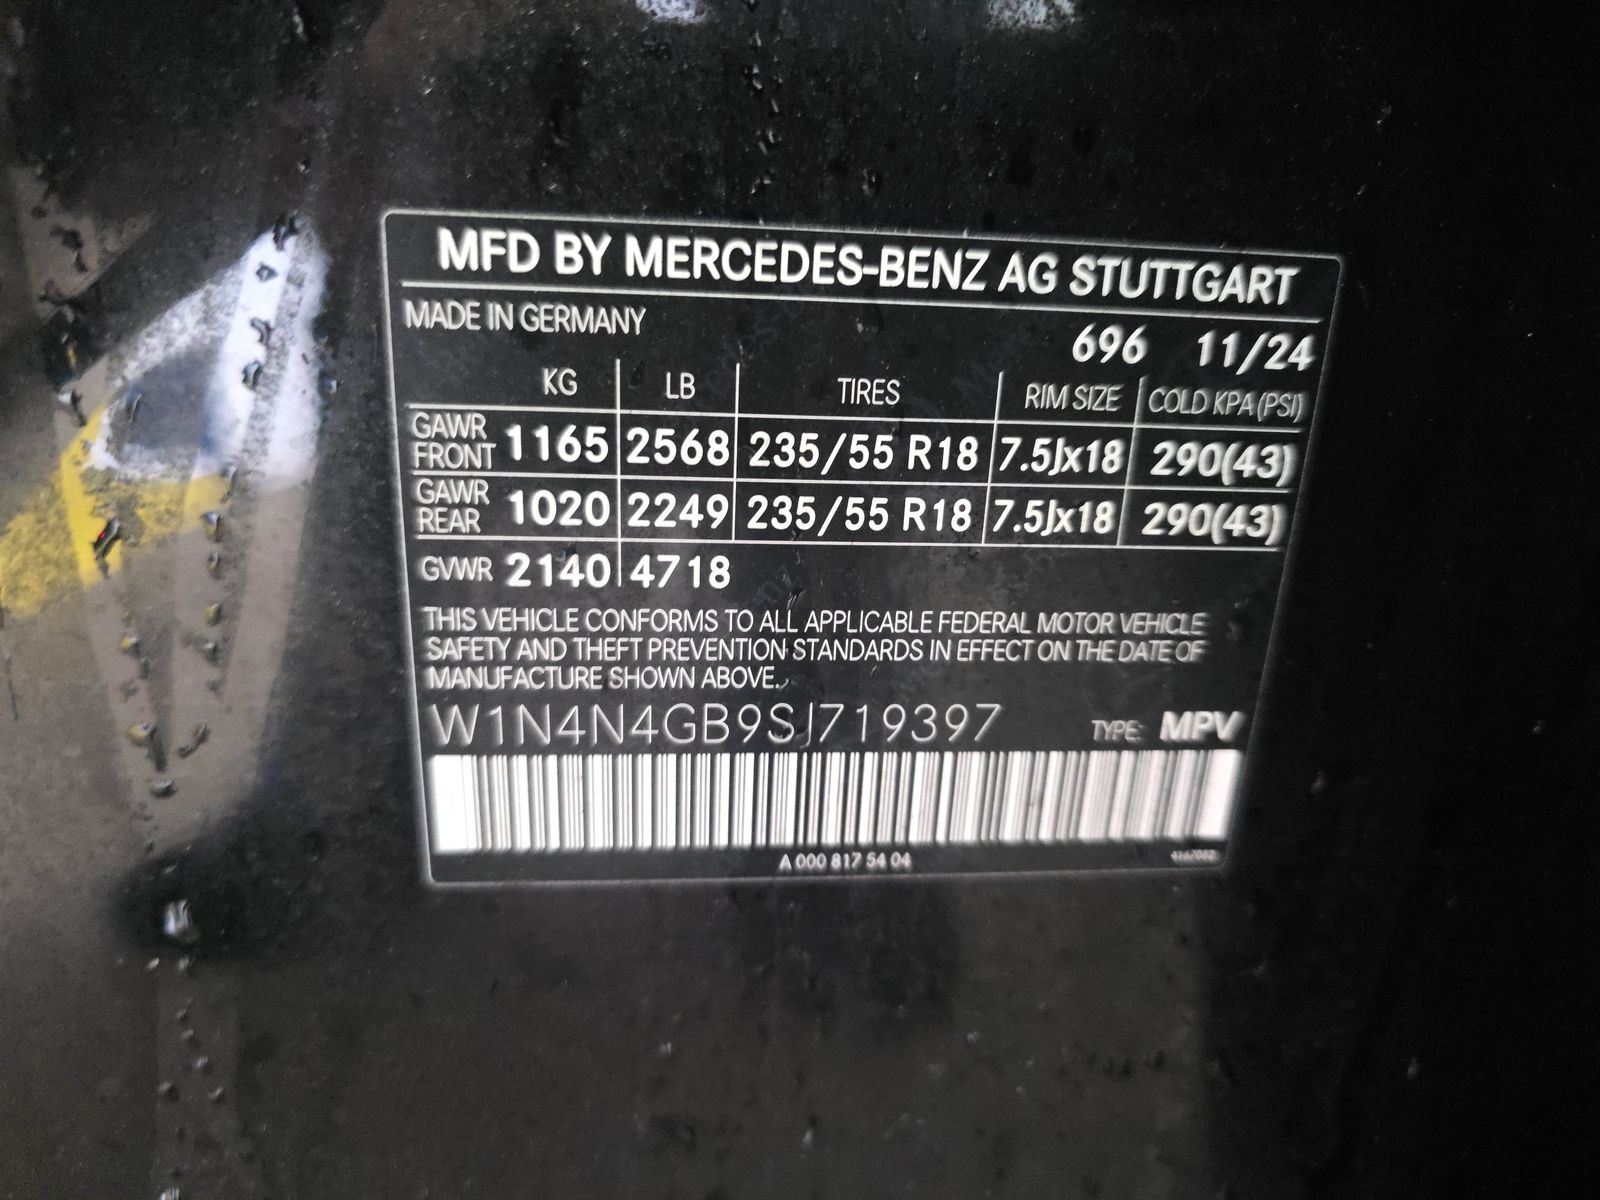 MFD BY MERCEDES-BENZ AG STUTTGART
MADE IN GERMANY
696 11/24
KG LB TIRES RIM SIZE COLD KPA (PSI)
GAWR FRONT 1165 2568 235/55 R18 7.5Jx18 290(43)
GAWR REAR 1020 2249 235/55 R18 7.5Jx18 290(43)
GVWR 2140 4718
THIS VEHICLE CONFORMS TO ALL APPLICABLE FEDERAL MOTOR VEHICLE
SAFETY AND THEFT PREVENTION STANDARDS IN EFFECT ON THE DATE OF
MANUFACTURE SHOWN ABOVE.
W1N4N4GB9SJ719397 TYPE: MPV
A 000 817 54 04